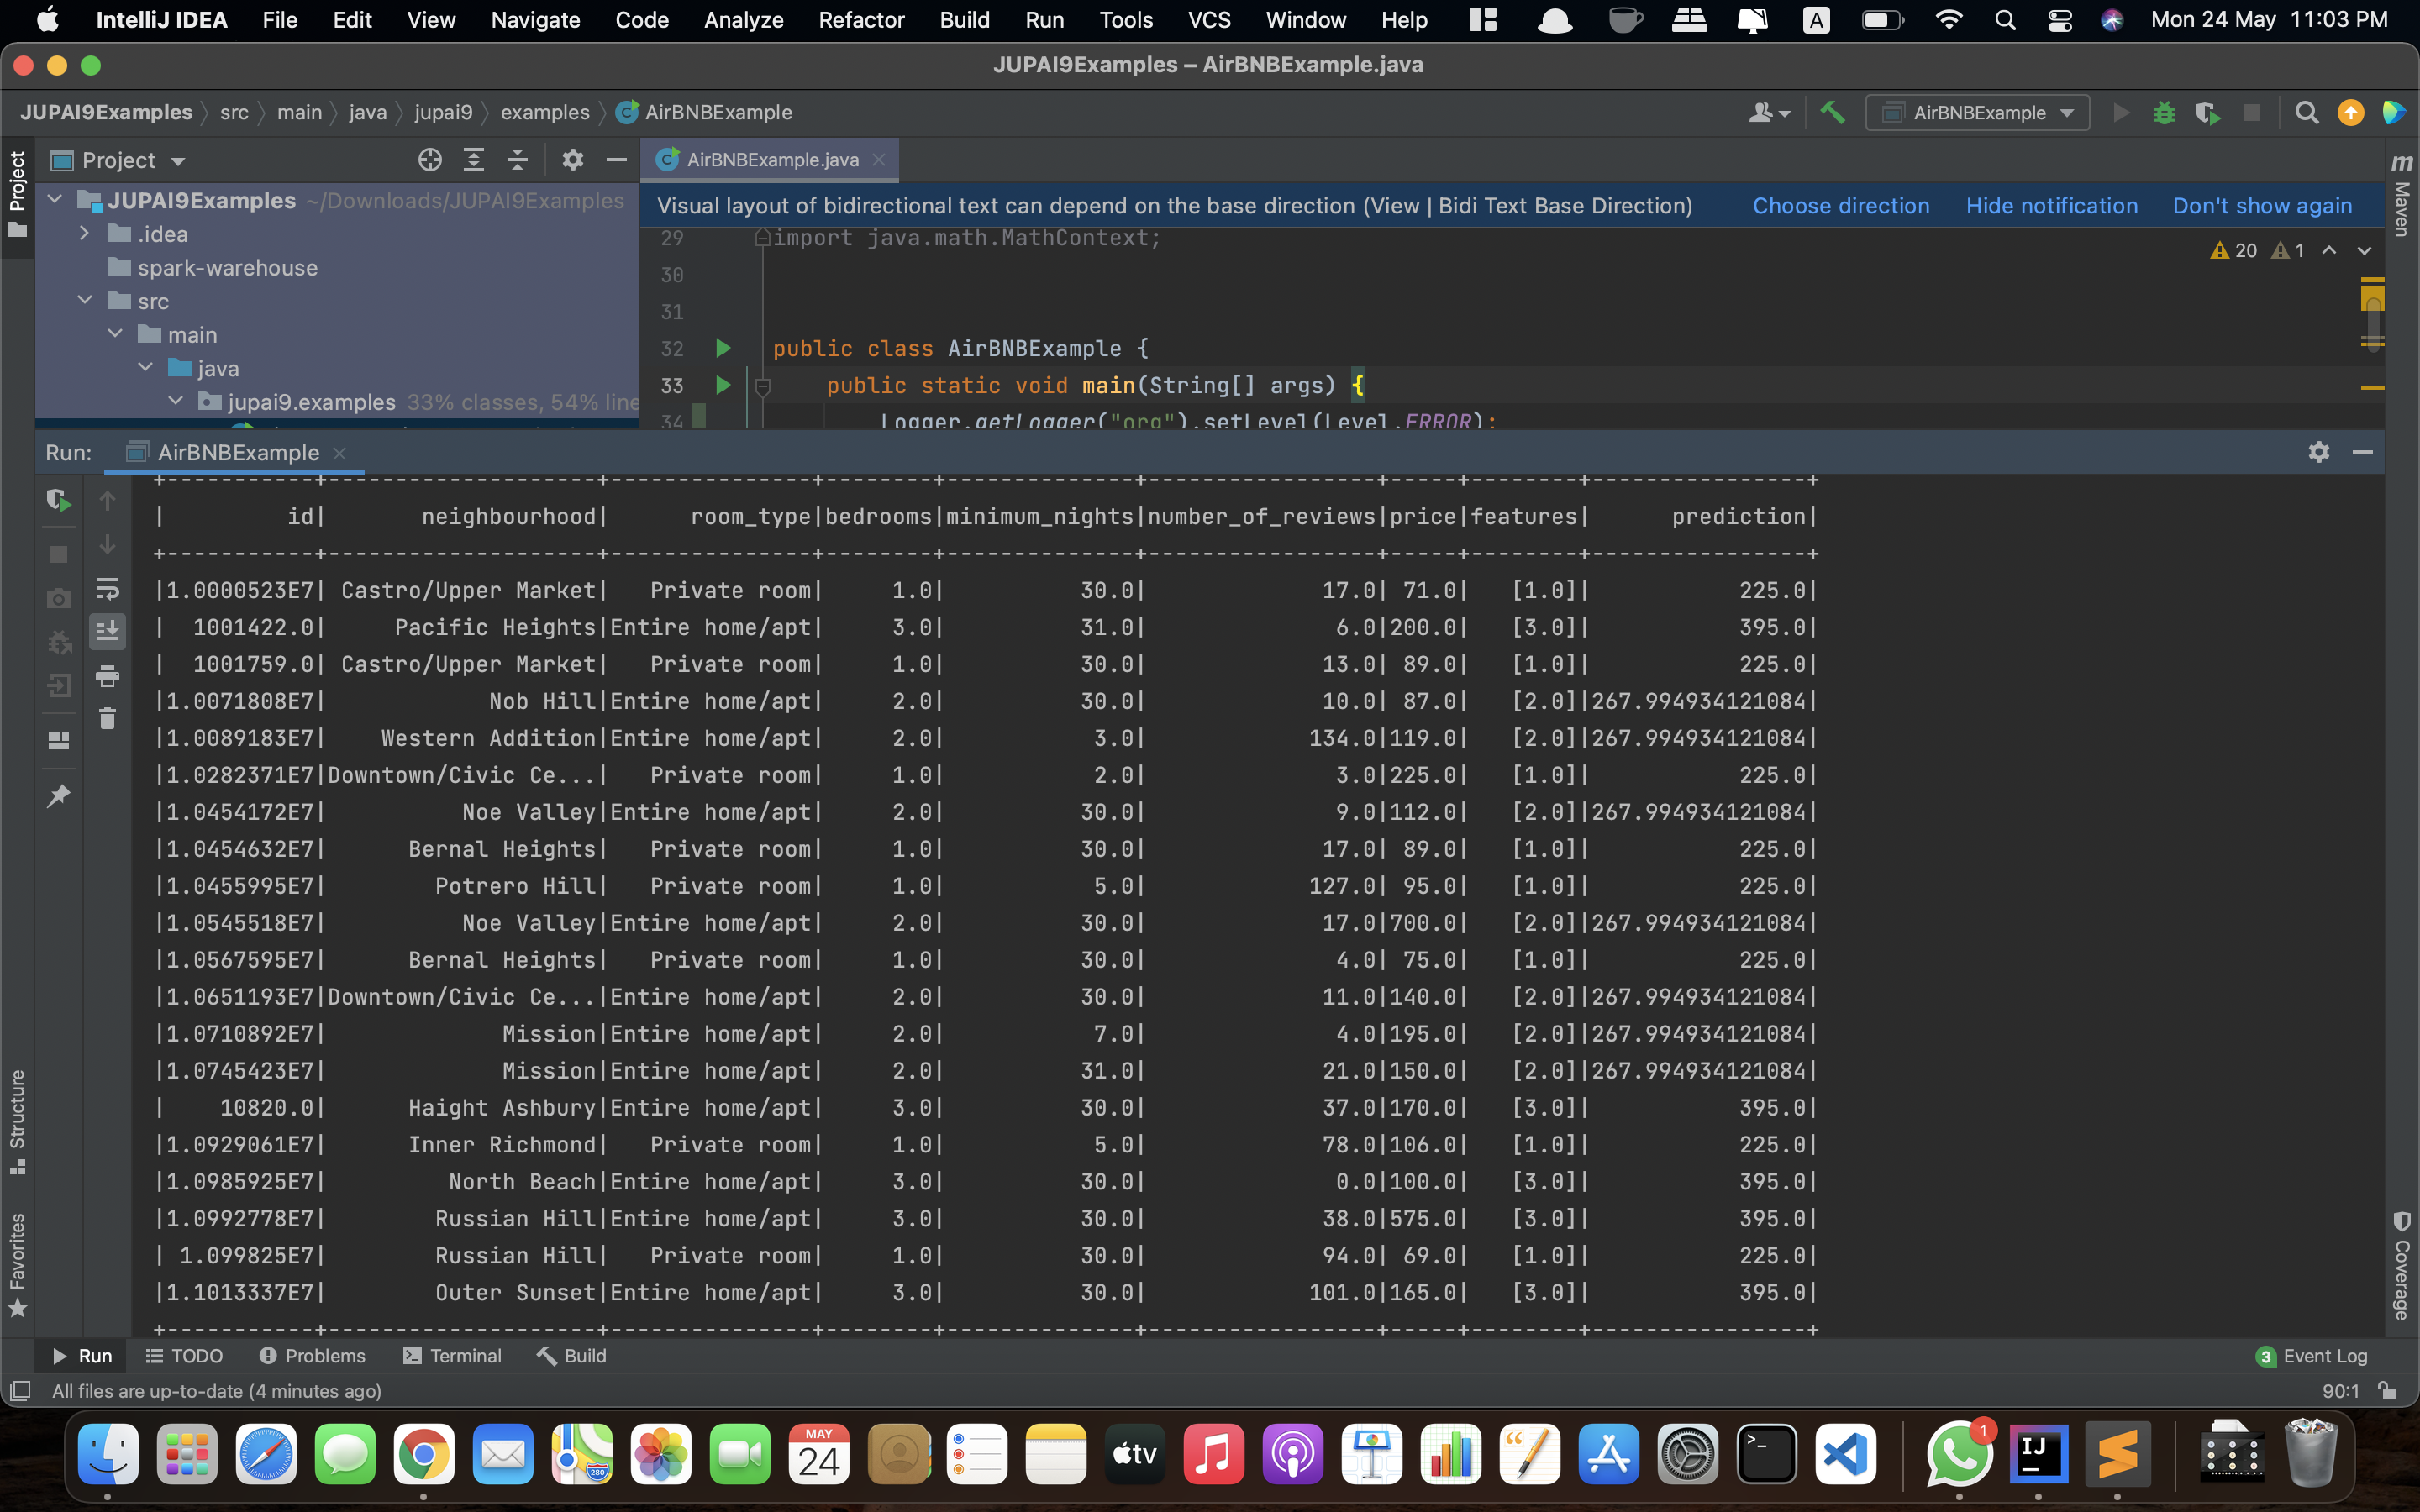 IntelliJ IDEA File Edit View Navigate Code Analyze Refactor Build Run Tools VCS Window Help A Mon 24 May 11:03 PM
JUPAI9Examples – AirBNBExample.java
JUPAI9Examples src main java jupai9 examples AirBNBExample AirBNBExample
Project Project AirBNBExample.java
JUPAI9Examples ~/Downloads/JUPAI9Examples
.idea
spark-warehouse
src
main
java
jupai9.examples 33% classes, 54% line
Visual layout of bidirectional text can depend on the base direction (View | Bidi Text Base Direction) Choose direction Hide notification Don't show again
29 import java.math.MathContext;
30
31
32 public class AirBNBExample {
33 public static void main(String[] args) {
34 Logger.getLogger("org").setLevel(Level.ERROR);
20 1
Maven
Run: AirBNBExample
+-----------+--------------------+---------------+--------+--------------+-----------------+-----+--------+----------------+
| id| neighbourhood| room_type|bedrooms|minimum_nights|number_of_reviews|price|features| prediction|
+-----------+--------------------+---------------+--------+--------------+-----------------+-----+--------+----------------+
|1.0000523E7| Castro/Upper Market| Private room| 1.0| 30.0| 17.0| 71.0| [1.0]| 225.0|
| 1001422.0| Pacific Heights|Entire home/apt| 3.0| 31.0| 6.0|200.0| [3.0]| 395.0|
| 1001759.0| Castro/Upper Market| Private room| 1.0| 30.0| 13.0| 89.0| [1.0]| 225.0|
|1.0071808E7| Nob Hill|Entire home/apt| 2.0| 30.0| 10.0| 87.0| [2.0]|267.994934121084|
|1.0089183E7| Western Addition|Entire home/apt| 2.0| 3.0| 134.0|119.0| [2.0]|267.994934121084|
|1.0282371E7|Downtown/Civic Ce...| Private room| 1.0| 2.0| 3.0|225.0| [1.0]| 225.0|
|1.0454172E7| Noe Valley|Entire home/apt| 2.0| 30.0| 9.0|112.0| [2.0]|267.994934121084|
|1.0454632E7| Bernal Heights| Private room| 1.0| 30.0| 17.0| 89.0| [1.0]| 225.0|
|1.0455995E7| Potrero Hill| Private room| 1.0| 5.0| 127.0| 95.0| [1.0]| 225.0|
|1.0545518E7| Noe Valley|Entire home/apt| 2.0| 30.0| 17.0|700.0| [2.0]|267.994934121084|
|1.0567595E7| Bernal Heights| Private room| 1.0| 30.0| 4.0| 75.0| [1.0]| 225.0|
|1.0651193E7|Downtown/Civic Ce...|Entire home/apt| 2.0| 30.0| 11.0|140.0| [2.0]|267.994934121084|
|1.0710892E7| Mission|Entire home/apt| 2.0| 7.0| 4.0|195.0| [2.0]|267.994934121084|
|1.0745423E7| Mission|Entire home/apt| 2.0| 31.0| 21.0|150.0| [2.0]|267.994934121084|
| 10820.0| Haight Ashbury|Entire home/apt| 3.0| 30.0| 37.0|170.0| [3.0]| 395.0|
|1.0929061E7| Inner Richmond| Private room| 1.0| 5.0| 78.0|106.0| [1.0]| 225.0|
|1.0985925E7| North Beach|Entire home/apt| 3.0| 30.0| 0.0|100.0| [3.0]| 395.0|
|1.0992778E7| Russian Hill|Entire home/apt| 3.0| 30.0| 38.0|575.0| [3.0]| 395.0|
| 1.099825E7| Russian Hill| Private room| 1.0| 30.0| 94.0| 69.0| [1.0]| 225.0|
|1.1013337E7| Outer Sunset|Entire home/apt| 3.0| 30.0| 101.0|165.0| [3.0]| 395.0|
+-----------+--------------------+---------------+--------+--------------+-----------------+-----+--------+----------------+
Structure
Favorites
Coverage
Run TODO Problems Terminal Build 3 Event Log
All files are up-to-date (4 minutes ago) 90:1
MAY
24
280
tv
1
IJ